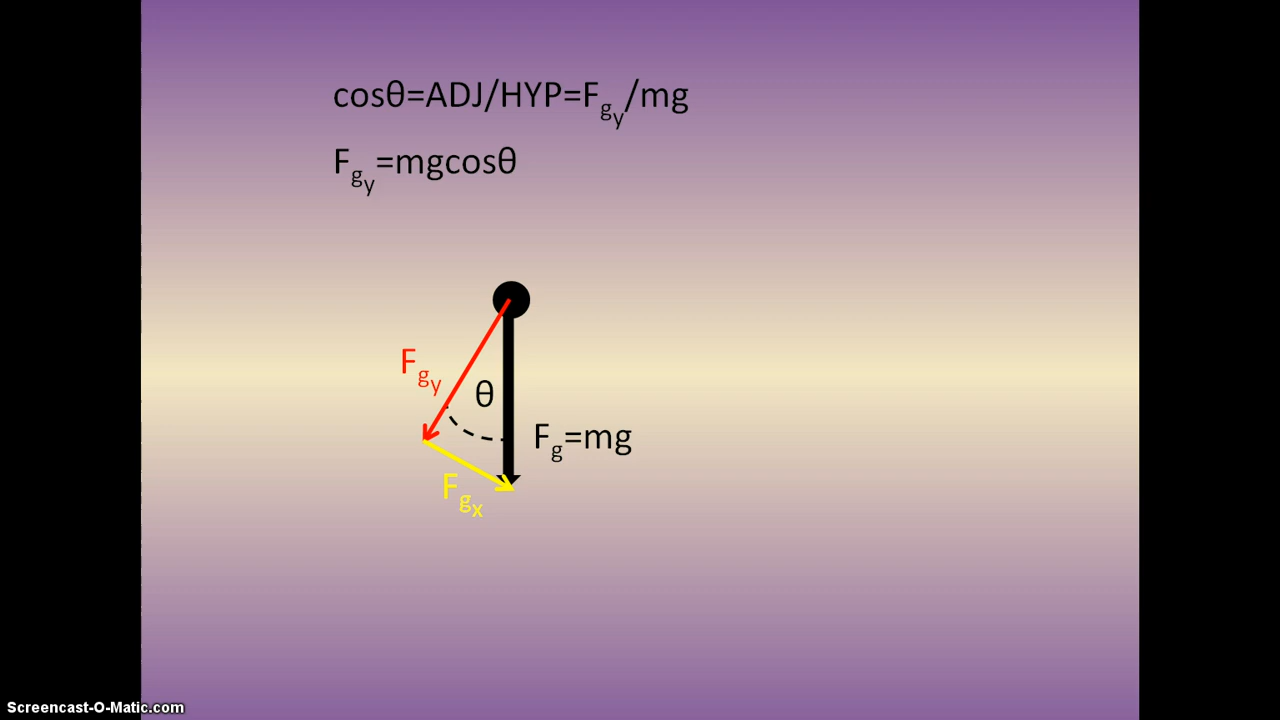 cosθ=ADJ/HYP=Fgy/mg
Fgy=mgcosθ
Fgy
θ
Fg=mg
Fgx
Screencast-O-Matic.com